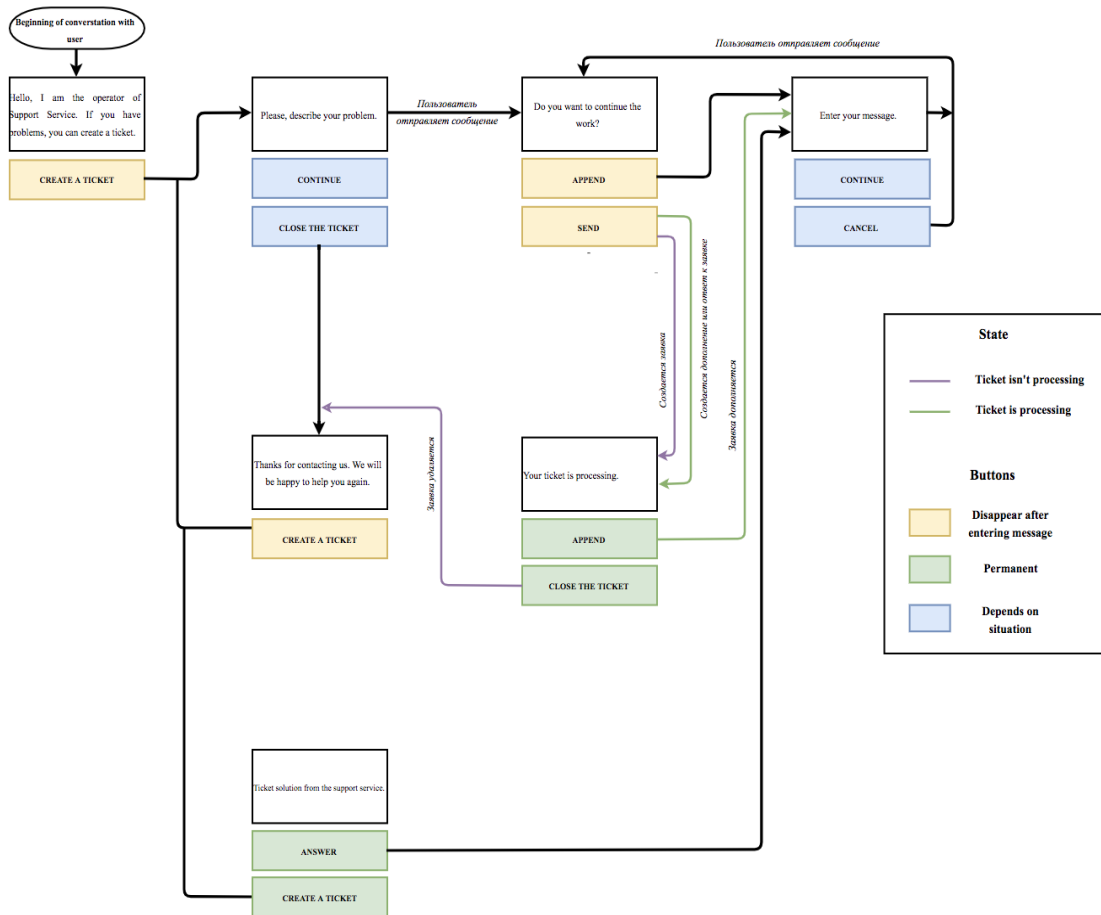 Beginning of converstation with
user
Пользователь отправляет сообщение
Hello, I am the operator of
Support Service. If you have
problems, you can create a ticket.
Please, describe your problem.
Пользователь
отправляет сообщение
Do you want to continue the
work?
Enter your message.
CREATE A TICKET
CONTINUE
APPEND
CONTINUE
CLOSE THE TICKET
SEND
CANCEL
Создается заявка
Создается дополнение или ответ к заявке
Заявка дополняется
State
Ticket isn't processing
Ticket is processing
Заявка удаляется
Thanks for contacting us. We will
be happy to help you again.
Your ticket is processing.
Buttons
CREATE A TICKET
APPEND
CLOSE THE TICKET
Disappear after
entering message
Permanent
Depends on
situation
Ticket solution from the support service.
ANSWER
CREATE A TICKET